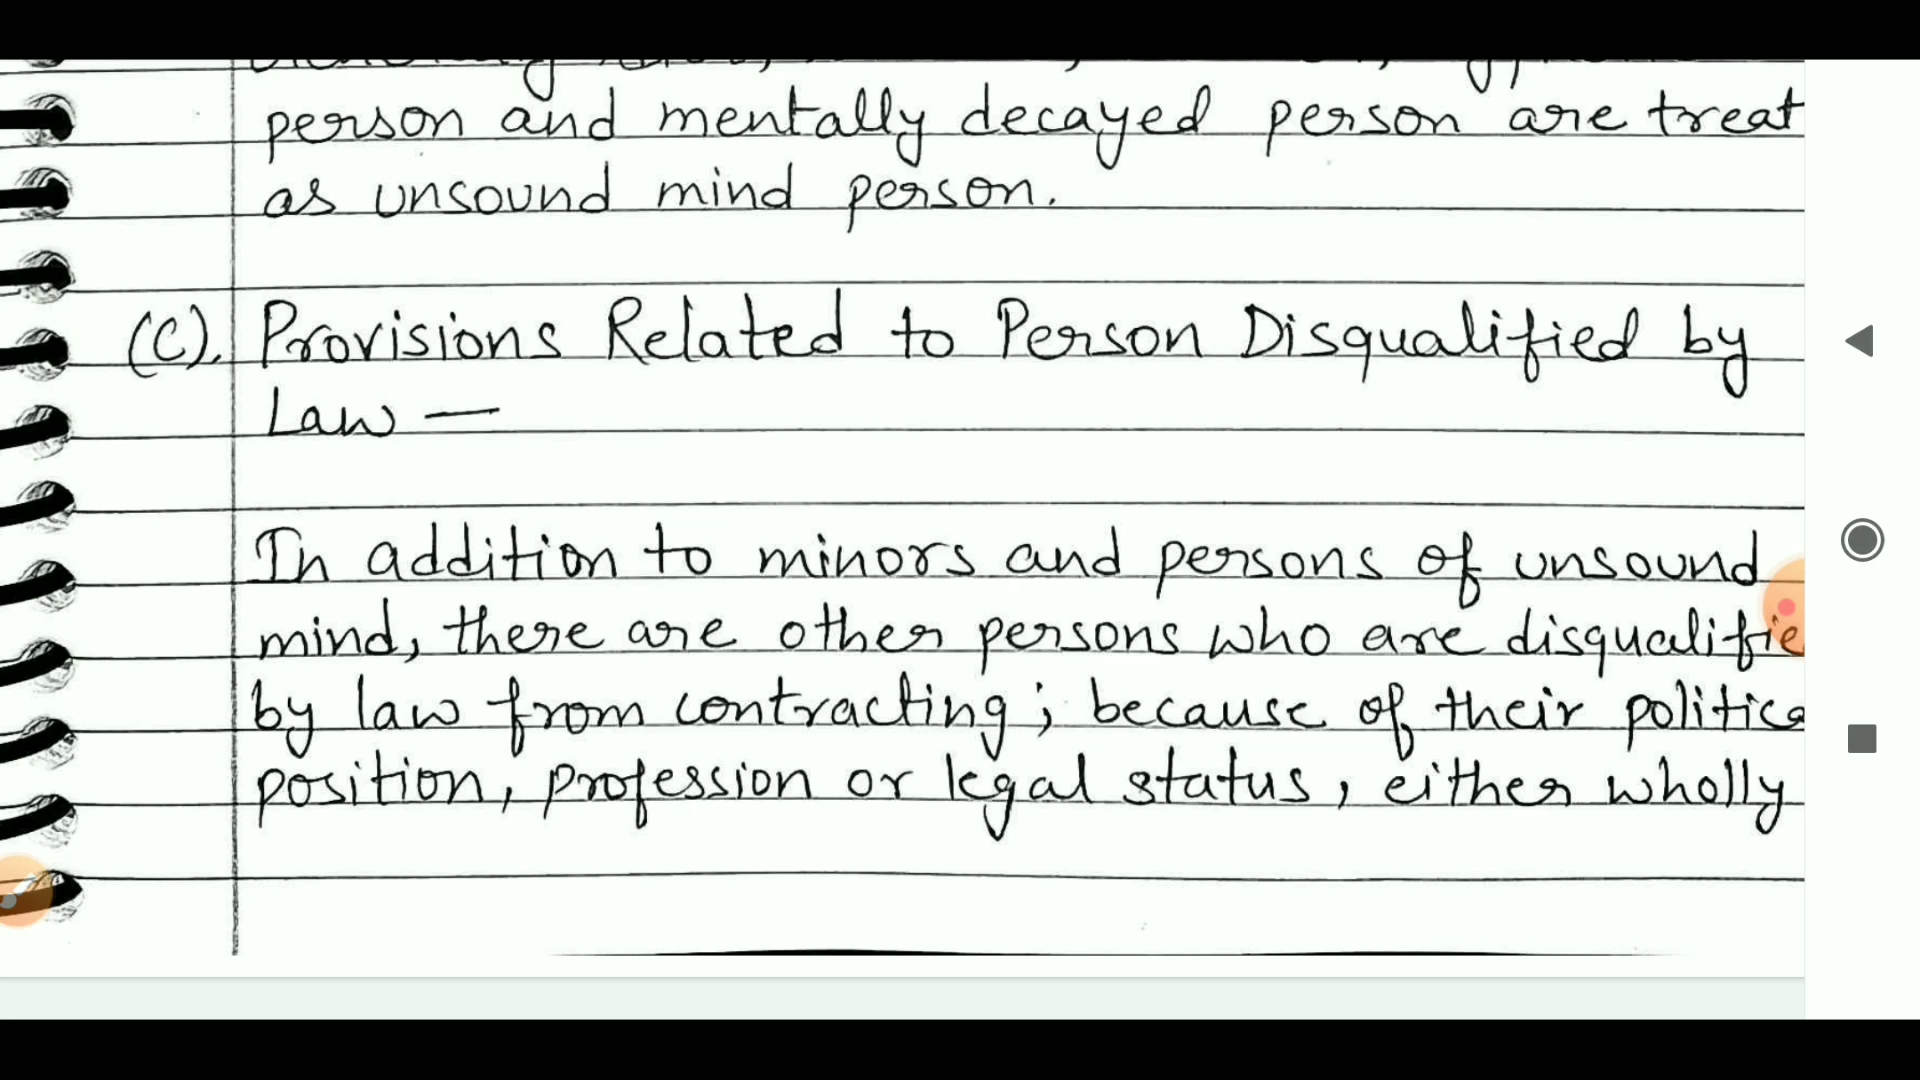 person and mentally decayed person are treat
as unsound mind person.
(C). Provisions Related to Person Disqualified by
Law —
In addition to minors and persons of unsound
mind, there are other persons who are disqualifie
by law from contracting; because of their politica
position, profession or legal status, either wholly